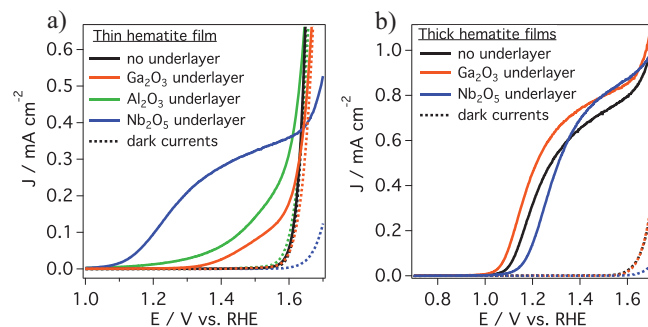 a)
Thin hematite film
no underlayer
Ga2O3 underlayer
Al2O3 underlayer
Nb2O5 underlayer
dark currents
0.6
0.5
0.4
0.3
0.2
0.1
0.0
J / mA cm-2
1.0 1.2 1.4 1.6
E / V vs. RHE
b)
Thick hematite films
no underlayer
Ga2O3 underlayer
Nb2O5 underlayer
dark currents
1.0
0.8
0.6
0.4
0.2
0.0
J / mA cm-2
0.8 1.0 1.2 1.4 1.6
E / V vs. RHE